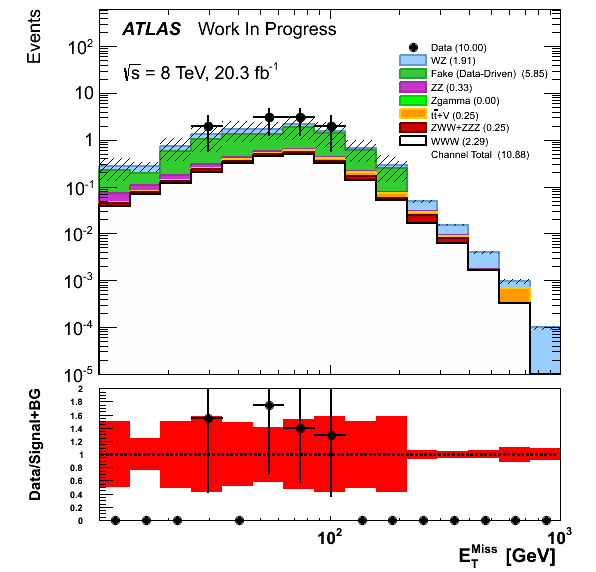 Events
ATLAS Work In Progress
√s = 8 TeV, 20.3 fb⁻¹
Data (10.00)
WZ (1.91)
Fake (Data-Driven) (5.85)
ZZ (0.33)
Zgamma (0.00)
tt̄+V (0.25)
ZWW+ZZZ (0.25)
WWW (2.29)
Channel Total (10.88)
10²
10
1
10⁻¹
10⁻²
10⁻³
10⁻⁴
10⁻⁵
Data/Signal+BG
2
1.8
1.6
1.4
1.2
1
0.8
0.6
0.4
0.2
0
10² 10³
E_T^Miss [GeV]